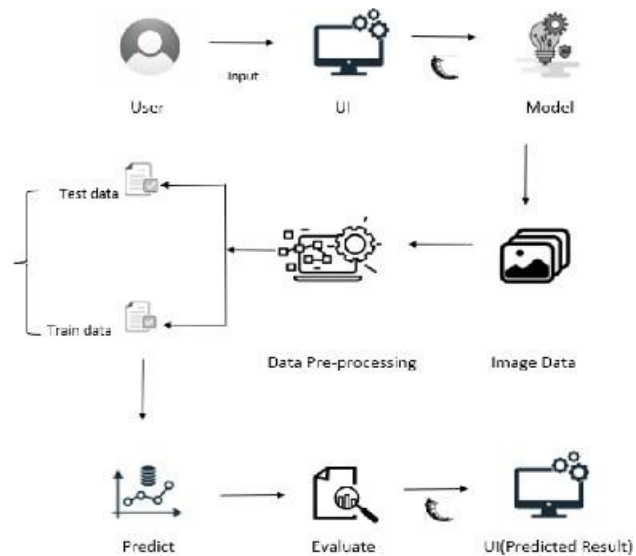 Input
User
UI
Model
Test data
Train data
Data Pre-processing
Image Data
Predict
Evaluate
UI(Predicted Result)